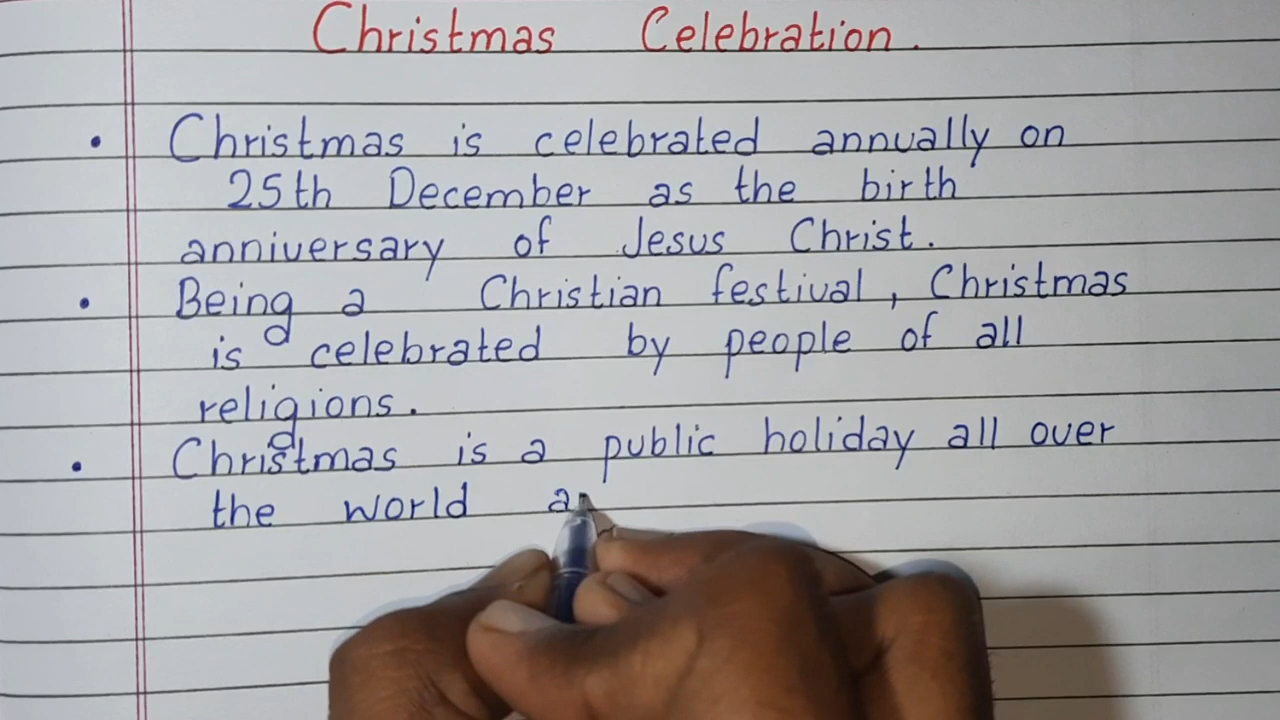 Christmas Celebration.
• Christmas is celebrated annually on
25th December as the birth
anniversary of Jesus Christ.
• Being a Christian festival, Christmas
is celebrated by people of all
religions.
• Christmas is a public holiday all over
the world